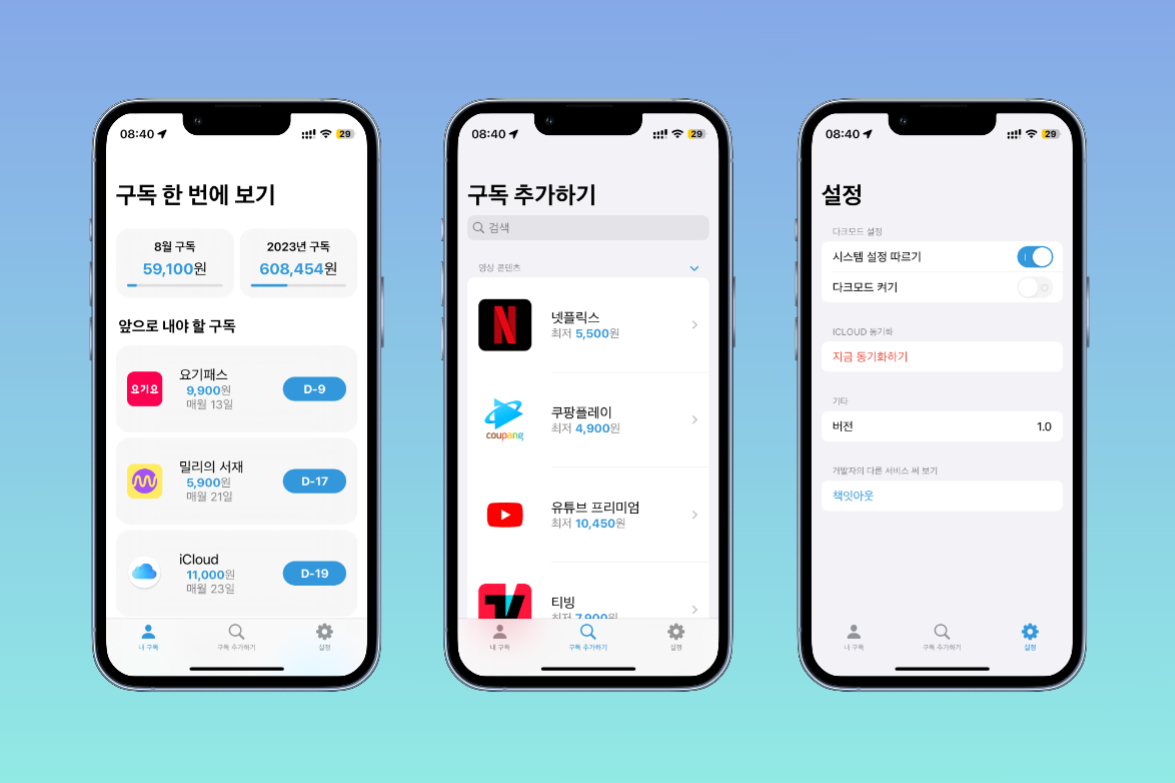 08:40
29
구독 한 번에 보기
8월 구독
59,100원
2023년 구독
608,454원
앞으로 내야 할 구독
요기요
요기패스
9,900원
매월 13일
D-9
밀리의 서재
5,900원
매월 21일
D-17
iCloud
11,000원
매월 23일
D-19
내 구독
구독 추가하기
설정
08:40
29
구독 추가하기
검색
영상 콘텐츠
넷플릭스
최저 5,500원
coupang
쿠팡플레이
최저 4,900원
유튜브 프리미엄
최저 10,450원
티빙
최저 7,900원
내 구독
구독 추가하기
설정
08:40
29
설정
다크모드 설정
시스템 설정 따르기
다크모드 켜기
ICLOUD 동기화
지금 동기화하기
기타
버전
1.0
개발자의 다른 서비스 써 보기
책잇아웃
내 구독
구독 추가하기
설정